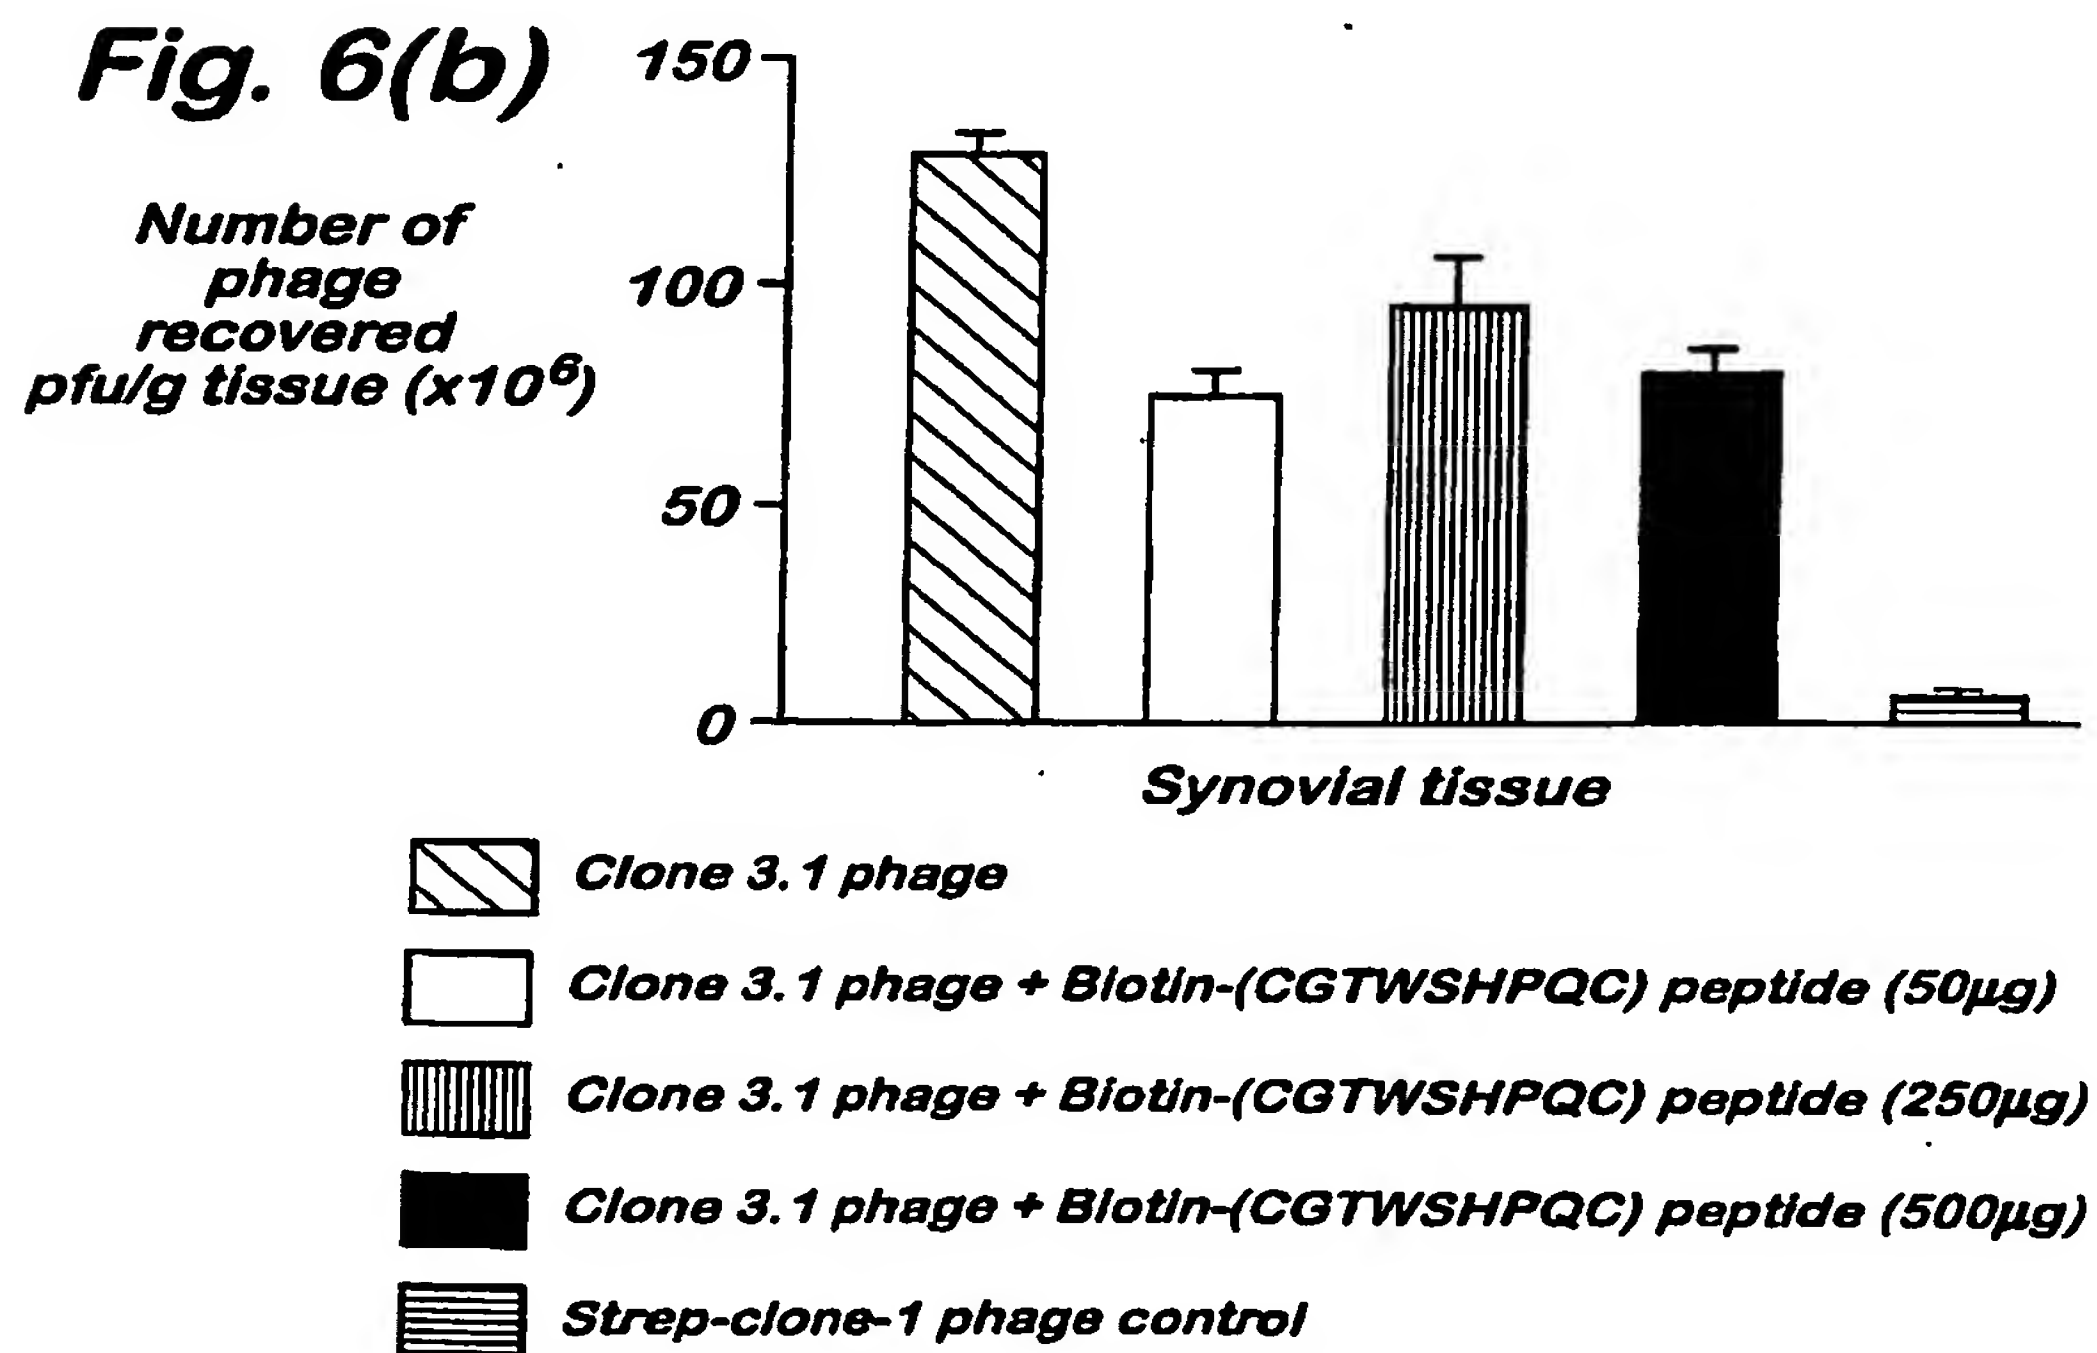 Fig. 6(b)
Number of
phage
recovered
pfu/g tissue (x10⁶)
150
100
50
0
Synovial tissue
Clone 3.1 phage
Clone 3.1 phage + Biotin-(CGTWSHPQC) peptide (50µg)
Clone 3.1 phage + Biotin-(CGTWSHPQC) peptide (250µg)
Clone 3.1 phage + Biotin-(CGTWSHPQC) peptide (500µg)
Strep-clone-1 phage control